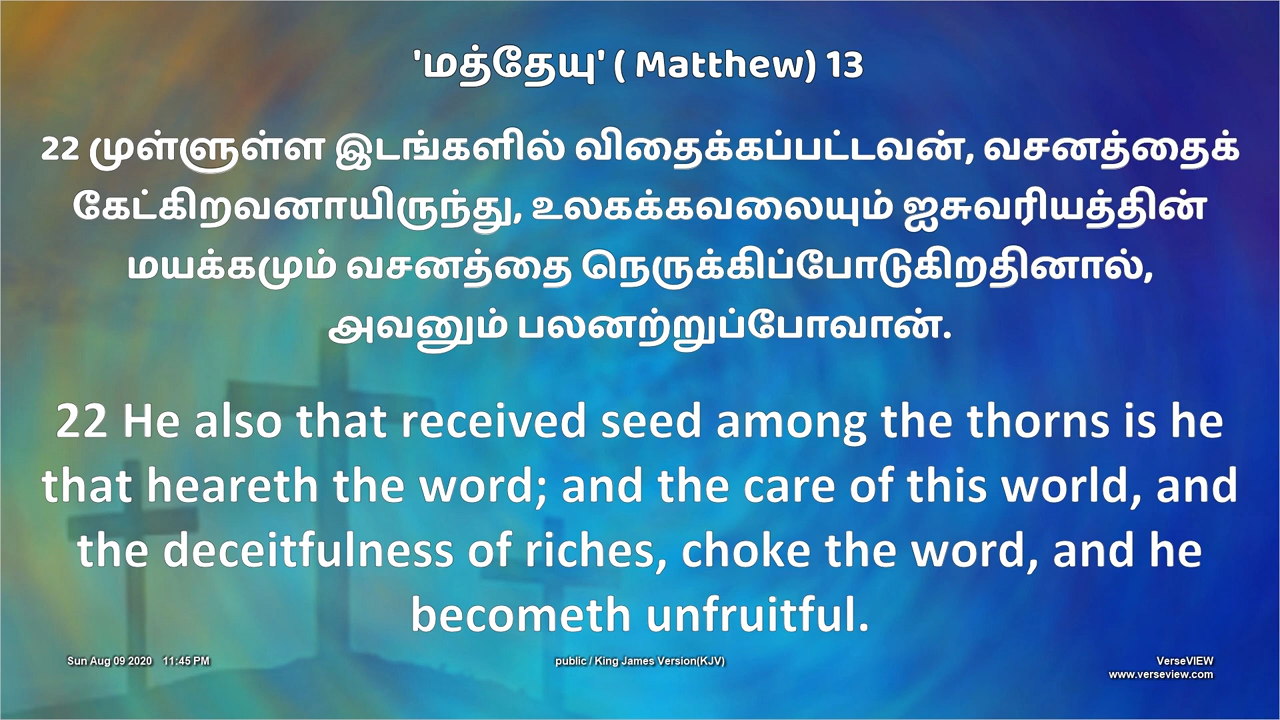 'மத்தேயு' ( Matthew) 13
22 முள்ளுள்ள இடங்களில் விதைக்கப்பட்டவன், வசனத்தைக்
கேட்கிறவனாயிருந்து, உலகக்கவலையும் ஐசுவரியத்தின்
மயக்கமும் வசனத்தை நெருக்கிப்போடுகிறதினால்,
அவனும் பலனற்றுப்போவான்.
22 He also that received seed among the thorns is he
that heareth the word; and the care of this world, and
the deceitfulness of riches, choke the word, and he
becometh unfruitful.
Sun Aug 09 2020 11:45 PM
public / King James Version(KJV)
VerseVIEW
www.verseview.com